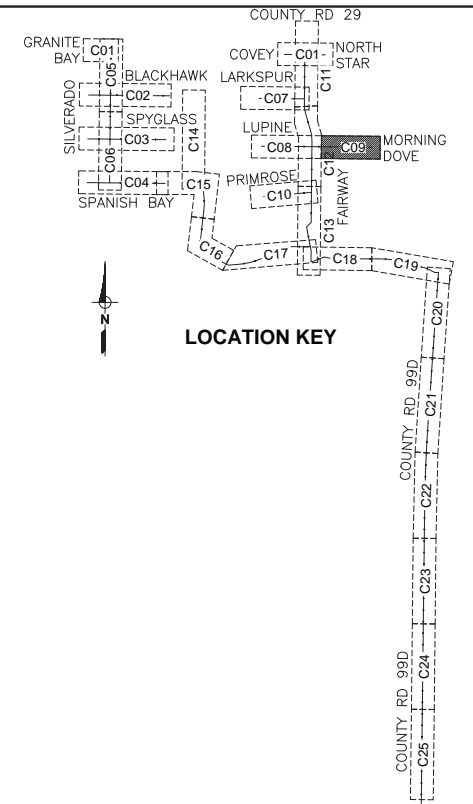 COUNTY RD 29
GRANITE
BAY
C01
C05
BLACKHAWK
SILVERADO
C02
SPYGLASS
C03
C06
C04
SPANISH BAY
C14
C15
C16
C17
COVEY
C01
NORTH
STAR
LARKSPUR
C11
C07
LUPINE
C08
C09
MORNING
DOVE
C12
PRIMROSE
C10
FAIRWAY
C13
C18
C19
N
LOCATION KEY
C20
COUNTY RD 99D
C21
C22
C23
COUNTY RD 99D
C24
C25